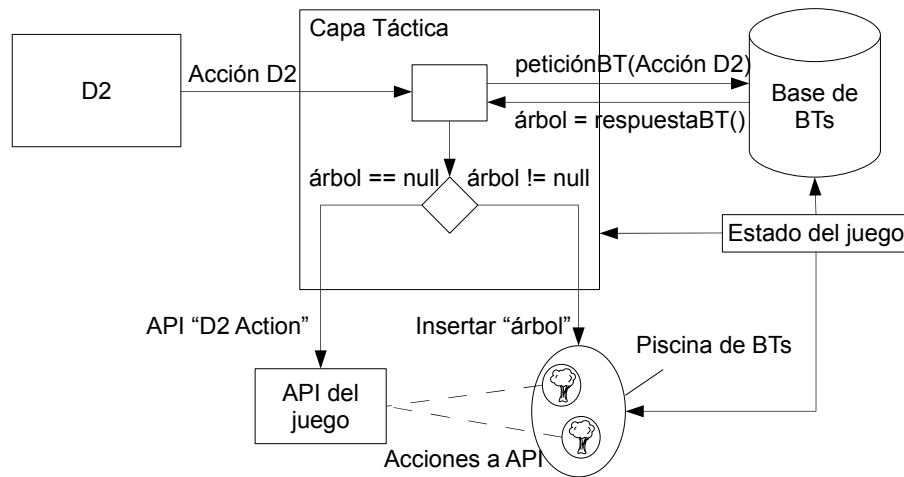 Capa Táctica
D2
Acción D2
peticiónBT(Acción D2)
árbol = respuestaBT()
Base de
BTs
árbol == null
árbol != null
Estado del juego
API “D2 Action”
Insertar “árbol”
Piscina de BTs
API del
juego
Acciones a API